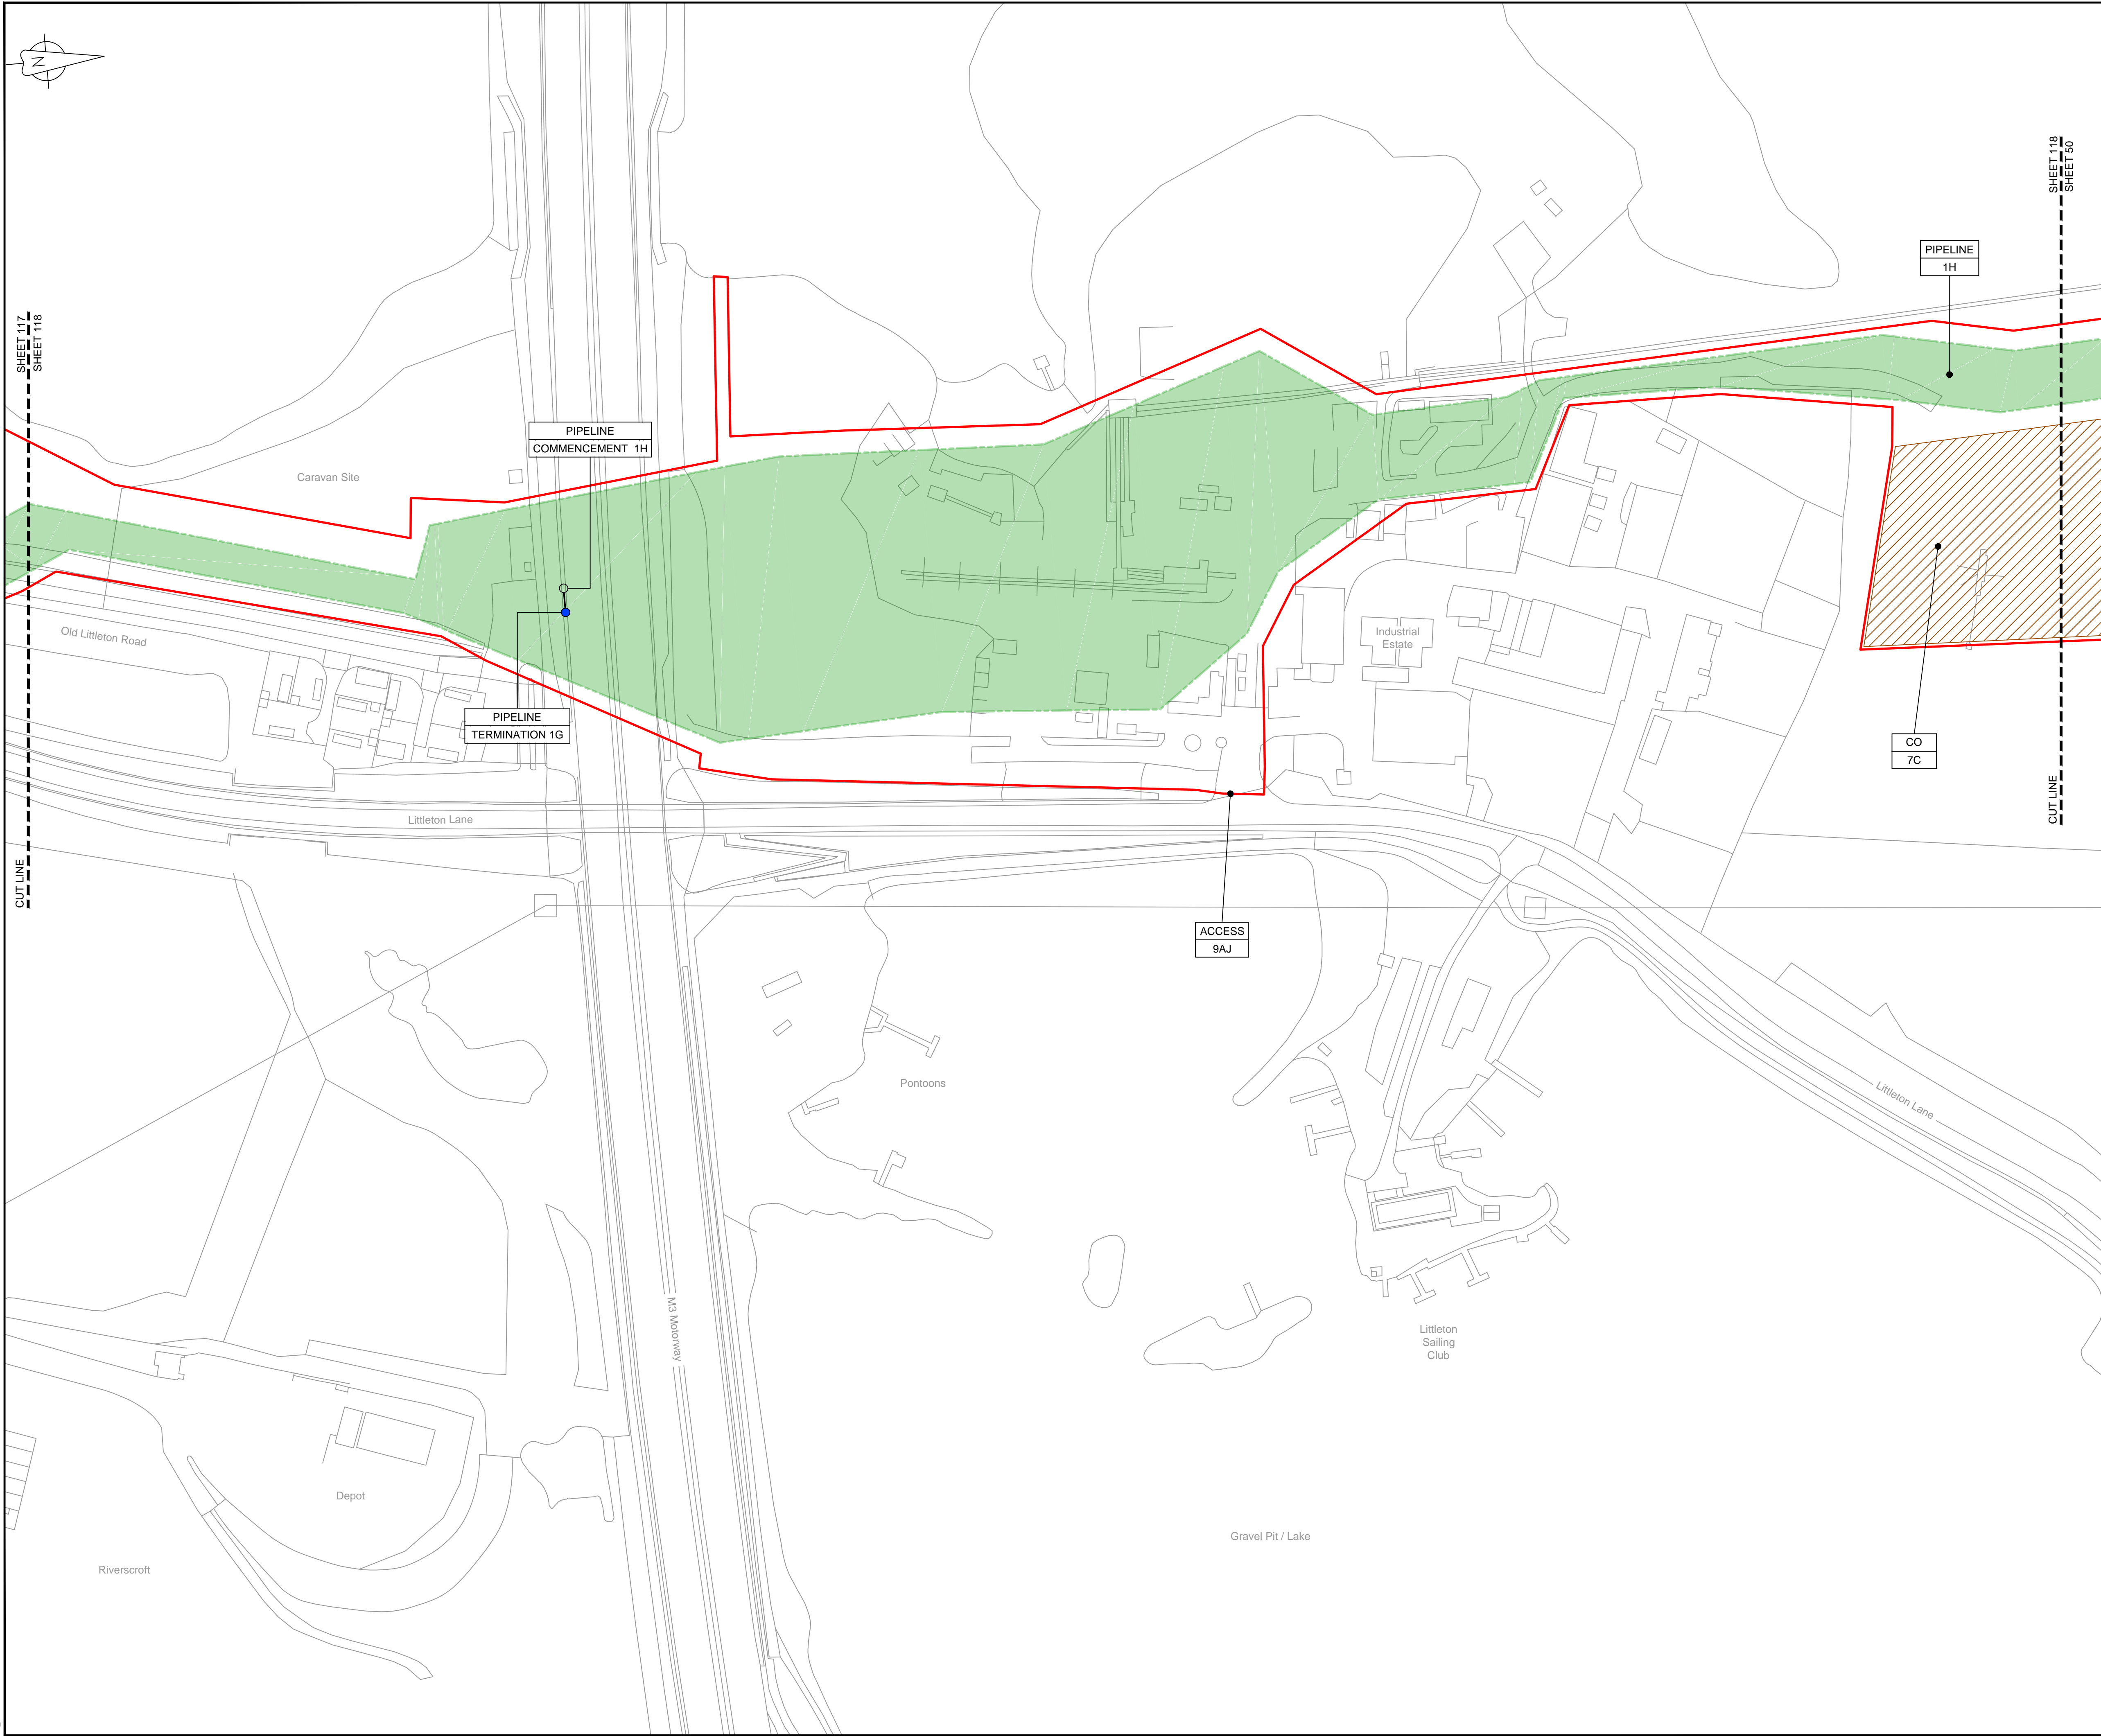 N
SHEET 118
SHEET 50
PIPELINE
1H
SHEET 117
SHEET 118
PIPELINE
COMMENCEMENT 1H
Caravan Site
Old Littleton Road
Industrial
Estate
PIPELINE
TERMINATION 1G
CO
7C
CUT LINE
Littleton Lane
CUT LINE
ACCESS
9AJ
Pontoons
Littleton Lane
M3 Motorway
Littleton
Sailing
Club
Depot
Gravel Pit / Lake
Riverscroft